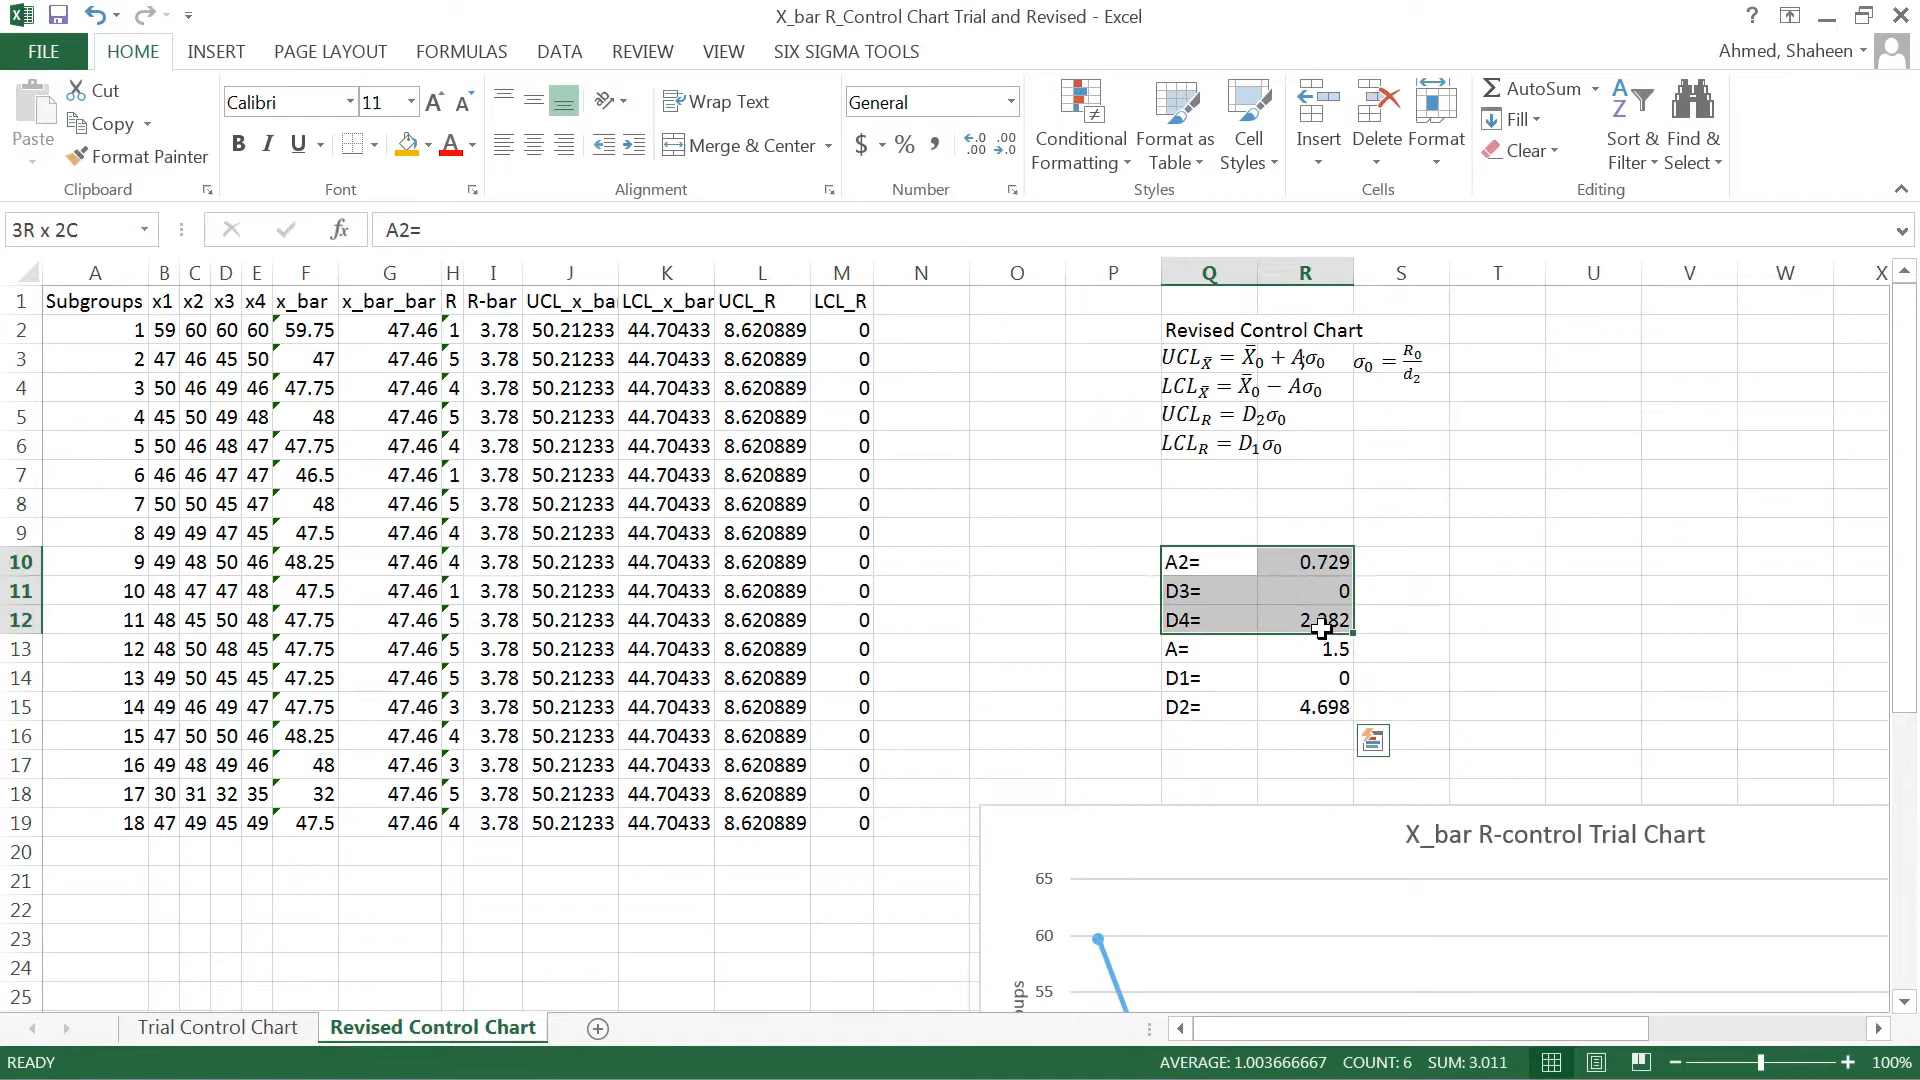 X_bar R_Control Chart Trial and Revised - Excel
FILE HOME INSERT PAGE LAYOUT FORMULAS DATA REVIEW VIEW SIX SIGMA TOOLS Ahmed, Shaheen
Paste
Cut
Copy
Format Painter
Clipboard
Calibri 11
B I U
Font
Wrap Text
Merge & Center
Alignment
General
$ % ,
Number
Conditional Formatting
Format as Table
Cell Styles
Styles
Insert Delete Format
Cells
AutoSum
Fill
Clear
Sort & Filter
Find & Select
Editing
3R x 2C fx A2=
A B C D E F G H I J K L M N O P Q R S T U V W X
1 Subgroups x1 x2 x3 x4 x_bar x_bar_bar R R-bar UCL_x_ba LCL_x_bar UCL_R LCL_R
2 1 59 60 60 60 59.75 47.46 1 3.78 50.21233 44.70433 8.620889 0 Revised Control Chart
3 2 47 46 45 50 47 47.46 5 3.78 50.21233 44.70433 8.620889 0 UCL_X̄ = X̄₀ + Aσ₀ σ₀ = R₀/d₂
4 3 50 46 49 46 47.75 47.46 4 3.78 50.21233 44.70433 8.620889 0 LCL_X̄ = X̄₀ − Aσ₀
5 4 45 50 49 48 48 47.46 5 3.78 50.21233 44.70433 8.620889 0 UCL_R = D₂σ₀
6 5 50 46 48 47 47.75 47.46 4 3.78 50.21233 44.70433 8.620889 0 LCL_R = D₁σ₀
7 6 46 46 47 47 46.5 47.46 1 3.78 50.21233 44.70433 8.620889 0
8 7 50 50 45 47 48 47.46 5 3.78 50.21233 44.70433 8.620889 0
9 8 49 49 47 45 47.5 47.46 4 3.78 50.21233 44.70433 8.620889 0
10 9 49 48 50 46 48.25 47.46 4 3.78 50.21233 44.70433 8.620889 0 A2= 0.729
11 10 48 47 47 48 47.5 47.46 1 3.78 50.21233 44.70433 8.620889 0 D3= 0
12 11 48 45 50 48 47.75 47.46 5 3.78 50.21233 44.70433 8.620889 0 D4=
13 12 48 50 48 45 47.75 47.46 5 3.78 50.21233 44.70433 8.620889 0 A= 1.5
14 13 49 50 45 45 47.25 47.46 5 3.78 50.21233 44.70433 8.620889 0 D1= 0
15 14 49 46 49 47 47.75 47.46 3 3.78 50.21233 44.70433 8.620889 0 D2= 4.698
16 15 47 50 50 46 48.25 47.46 4 3.78 50.21233 44.70433 8.620889 0
17 16 49 48 49 46 48 47.46 3 3.78 50.21233 44.70433 8.620889 0
18 17 30 31 32 35 32 47.46 5 3.78 50.21233 44.70433 8.620889 0
19 18 47 49 45 49 47.5 47.46 4 3.78 50.21233 44.70433 8.620889 0
20
21
22
23
24
25
X_bar R-control Trial Chart
65
60
55
oups
Trial Control Chart Revised Control Chart
READY AVERAGE: 1.003666667 COUNT: 6 SUM: 3.011 100%